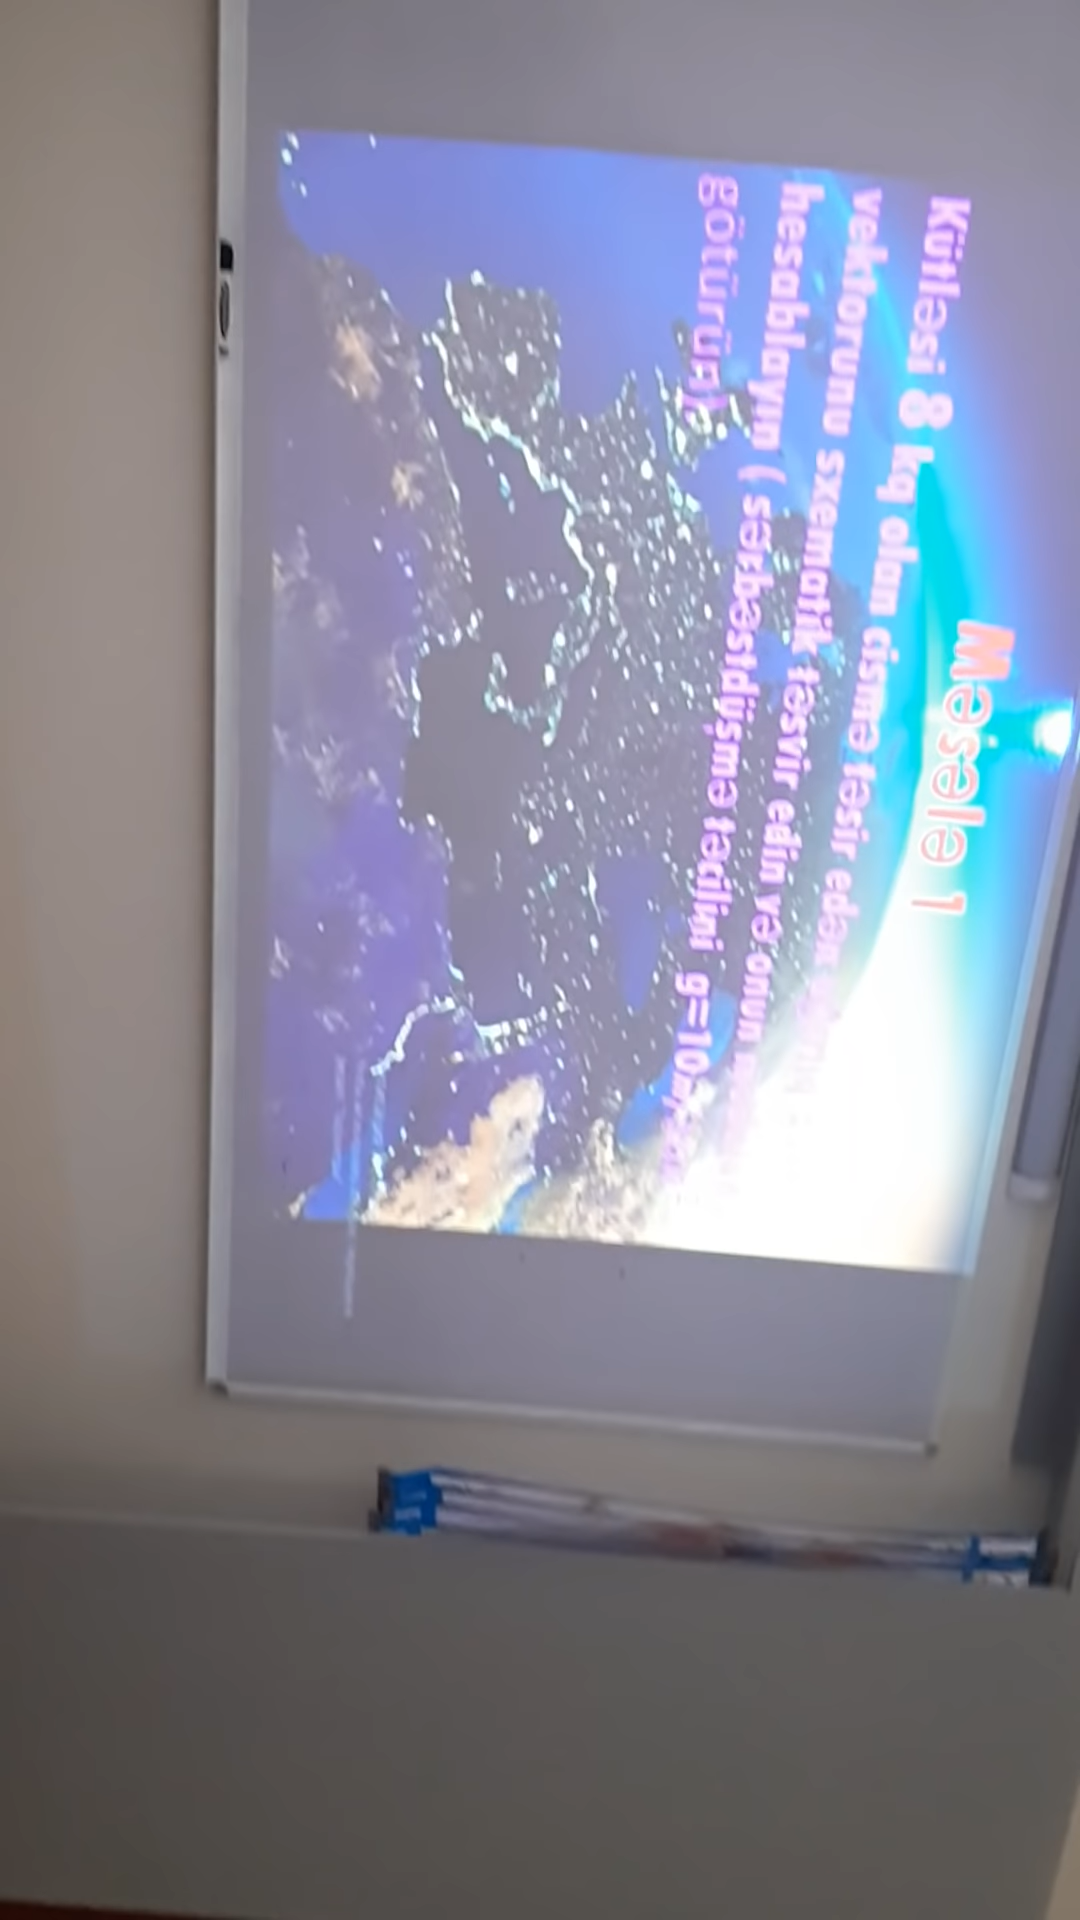 Məsələ 1
Kütləsi 8 kq olan cismə təsir edən
vektorunu sxematik təsvir edin və onun
hesablayın ( sərbəstdüşmə təcilini g=10
götürün).